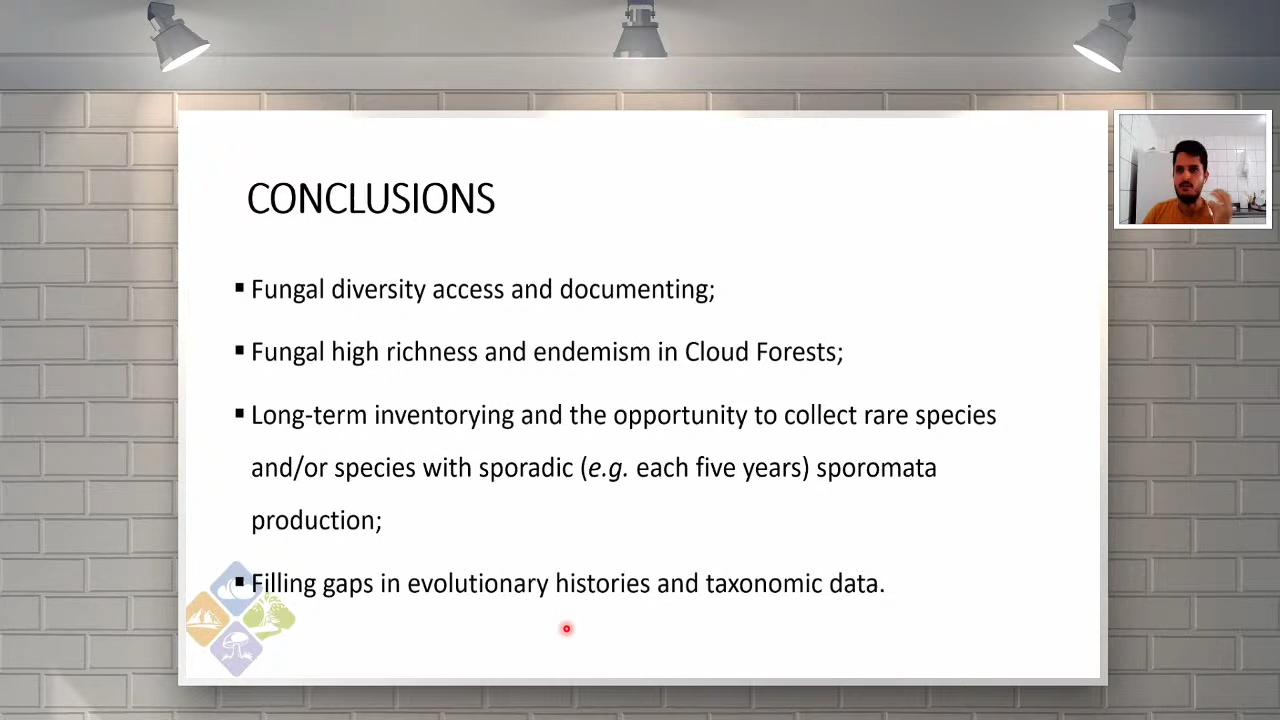 CONCLUSIONS
▪ Fungal diversity access and documenting;
▪ Fungal high richness and endemism in Cloud Forests;
▪ Long-term inventorying and the opportunity to collect rare species
and/or species with sporadic (e.g. each five years) sporomata
production;
▪ Filling gaps in evolutionary histories and taxonomic data.